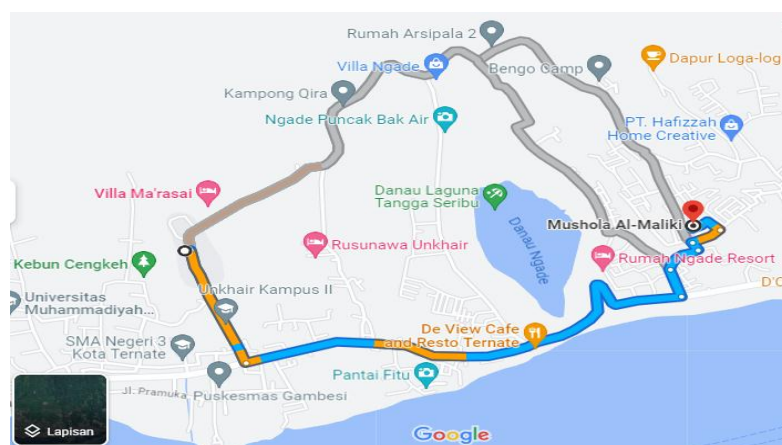 Rumah Arsipala 2
Dapur Loga-log
Villa Ngade
Bengo Camp
Kampong Qira
Ngade Puncak Bak Air
PT. Hafizzah
Home Creative
Villa Ma'rasai
Danau Laguna
Tangga Seribu
Mushola Al-Maliki
Danau Ngade
Rusunawa Unkhair
Rumah Ngade Resort
Kebun Cengkeh
D'C
Universitas
Muhammadiyah...
Unkhair Kampus II
SMA Negeri 3
Kota Ternate
De View Cafe
and Resto Ternate
Pantai Fitu
Jl. Pramuka
Puskesmas Gambesi
Lapisan
Google